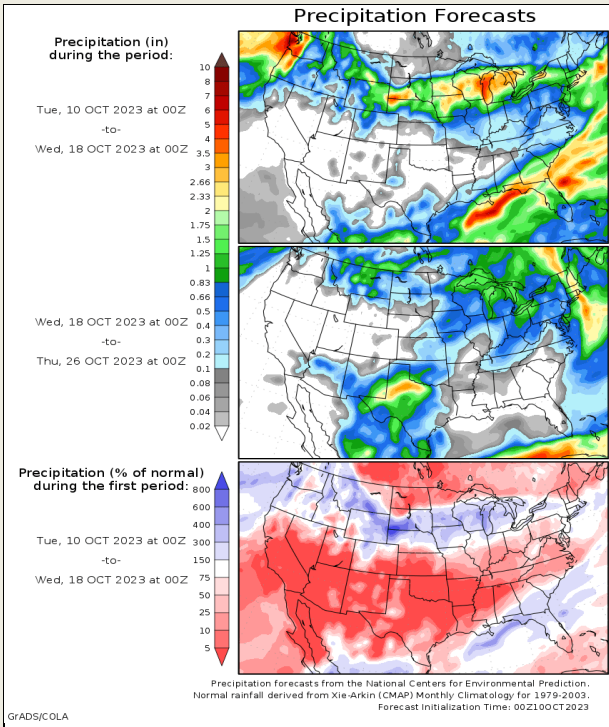 Precipitation Forecasts
Precipitation (in)
during the period:
Tue, 10 OCT 2023 at 00Z
-to-
Wed, 18 OCT 2023 at 00Z
10
8
7
6
5
4
3.5
3
2.66
2.33
2
1.75
1.5
1.25
1
0.83
0.66
0.5
0.4
0.3
0.2
0.1
0.08
0.06
0.04
0.02
Wed, 18 OCT 2023 at 00Z
-to-
Thu, 26 OCT 2023 at 00Z
Precipitation (% of normal)
during the first period:
Tue, 10 OCT 2023 at 00Z
-to-
Wed, 18 OCT 2023 at 00Z
800
600
400
300
150
75
50
25
10
5
Precipitation forecasts from the National Centers for Environmental Prediction.
Normal rainfall derived from Xie-Arkin (CMAP) Monthly Climatology for 1979-2003.
Forecast Initialization Time: 00Z10OCT2023
GrADS/COLA